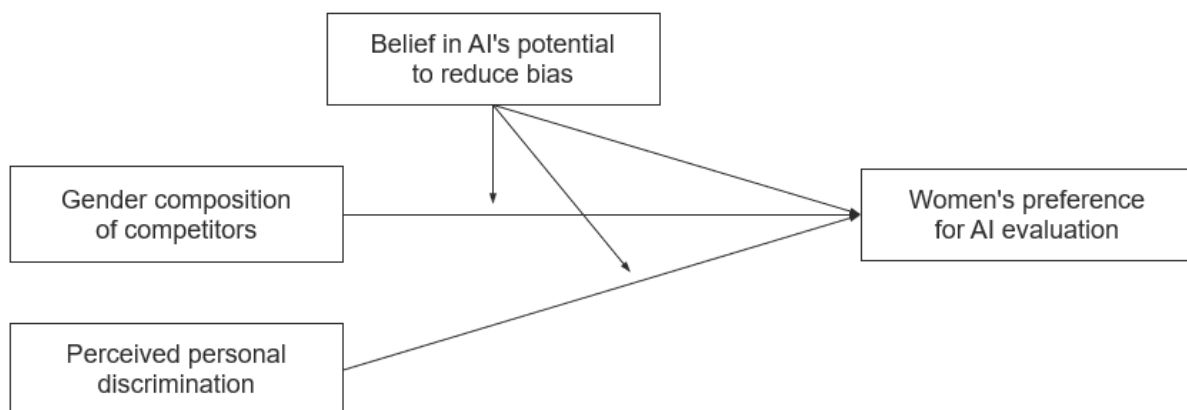 Belief in AI's potential
to reduce bias
Gender composition
of competitors
Women's preference
for AI evaluation
Perceived personal
discrimination